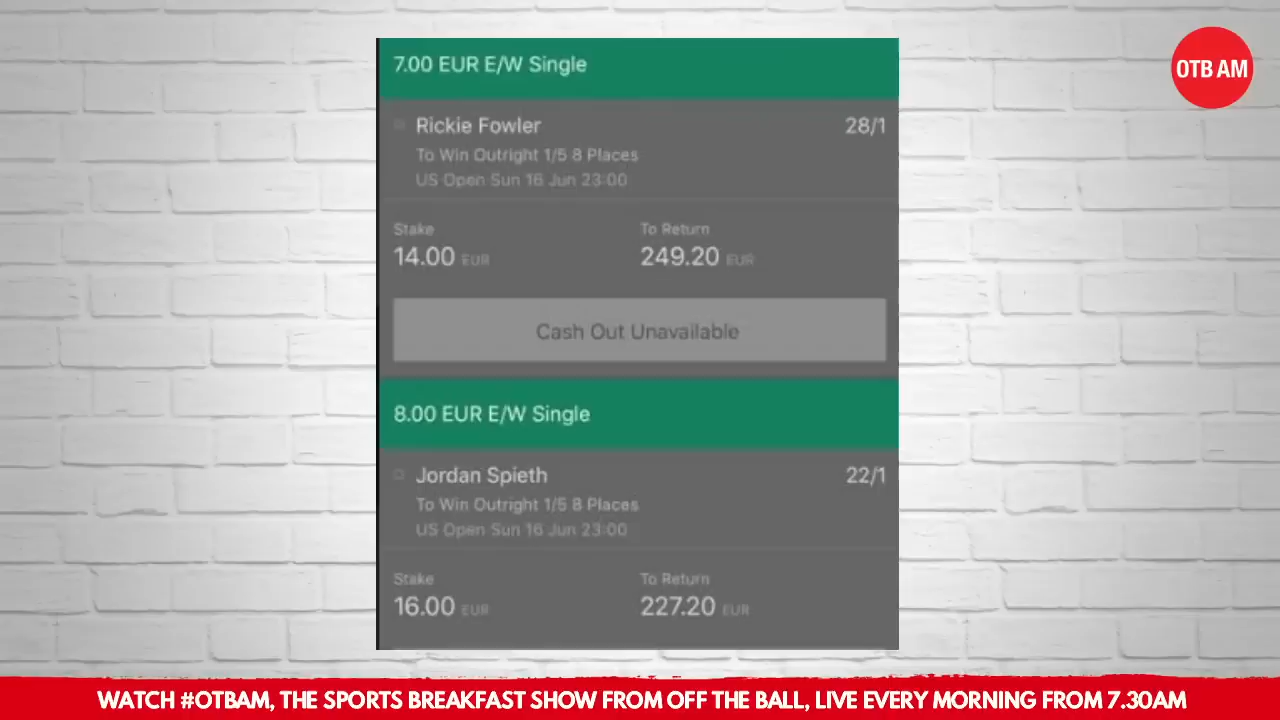 OTB AM
7.00 EUR E/W Single
Rickie Fowler 28/1
To Win Outright 1/5 8 Places
US Open Sun 16 Jun 23:00
Stake To Return
14.00 EUR 249.20 EUR
Cash Out Unavailable
8.00 EUR E/W Single
Jordan Spieth 22/1
To Win Outright 1/5 8 Places
US Open Sun 16 Jun 23:00
Stake To Return
16.00 EUR 227.20 EUR
WATCH #OTBAM, THE SPORTS BREAKFAST SHOW FROM OFF THE BALL, LIVE EVERY MORNING FROM 7.30AM